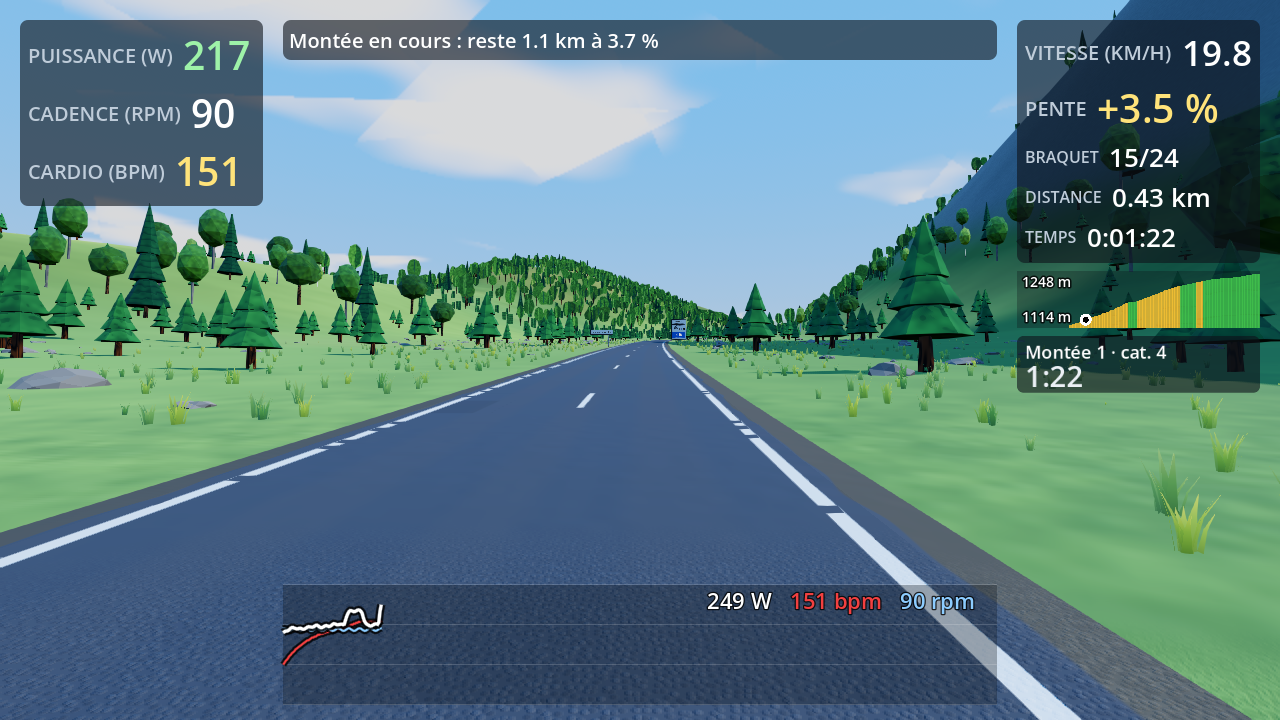 PUISSANCE (W) 217
CADENCE (RPM) 90
CARDIO (BPM) 151
Montée en cours : reste 1.1 km à 3.7 %
VITESSE (KM/H) 19.8
PENTE +3.5 %
BRAQUET 15/24
DISTANCE 0.43 km
TEMPS 0:01:22
1248 m
1114 m
Montée 1 · cat. 4
1:22
249 W 151 bpm 90 rpm